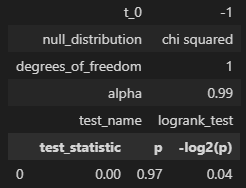 t_0 -1
null_distribution chi squared
degrees_of_freedom 1
alpha 0.99
test_name logrank_test
test_statistic p -log2(p)
0 0.00 0.97 0.04